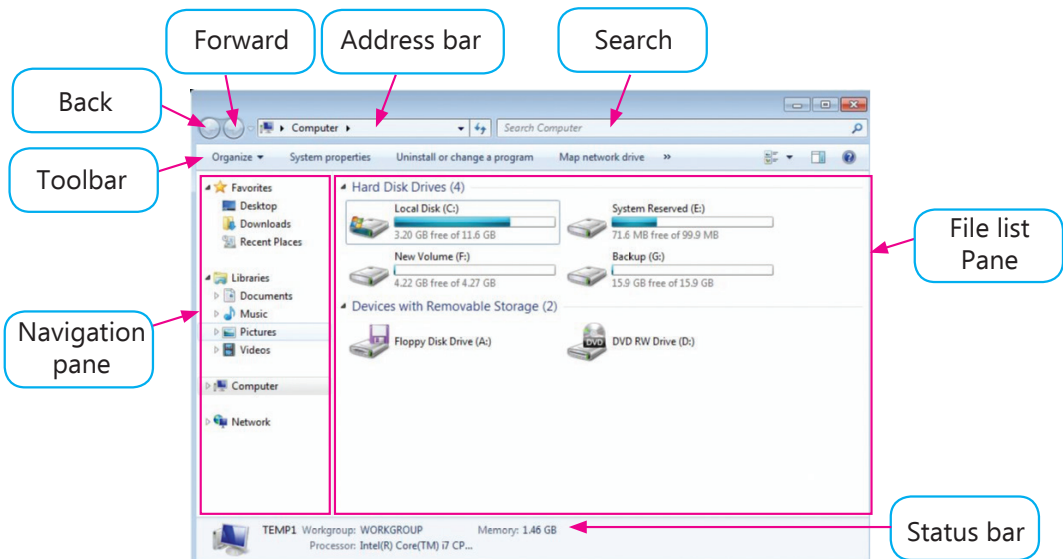 Forward
Address bar
Search
Back
Computer
Search Computer
Organize
System properties
Uninstall or change a program
Map network drive
»
Toolbar
Favorites
Desktop
Downloads
Recent Places
Libraries
Documents
Music
Pictures
Videos
Computer
Network
Navigation
pane
Hard Disk Drives (4)
Local Disk (C:)
3.20 GB free of 11.6 GB
System Reserved (E:)
71.6 MB free of 99.9 MB
New Volume (F:)
4.22 GB free of 4.27 GB
Backup (G:)
15.9 GB free of 15.9 GB
Devices with Removable Storage (2)
Floppy Disk Drive (A:)
DVD
DVD RW Drive (D:)
File list
Pane
TEMP1 Workgroup: WORKGROUP Memory: 1.46 GB
Processor: Intel(R) Core(TM) i7 CP...
Status bar